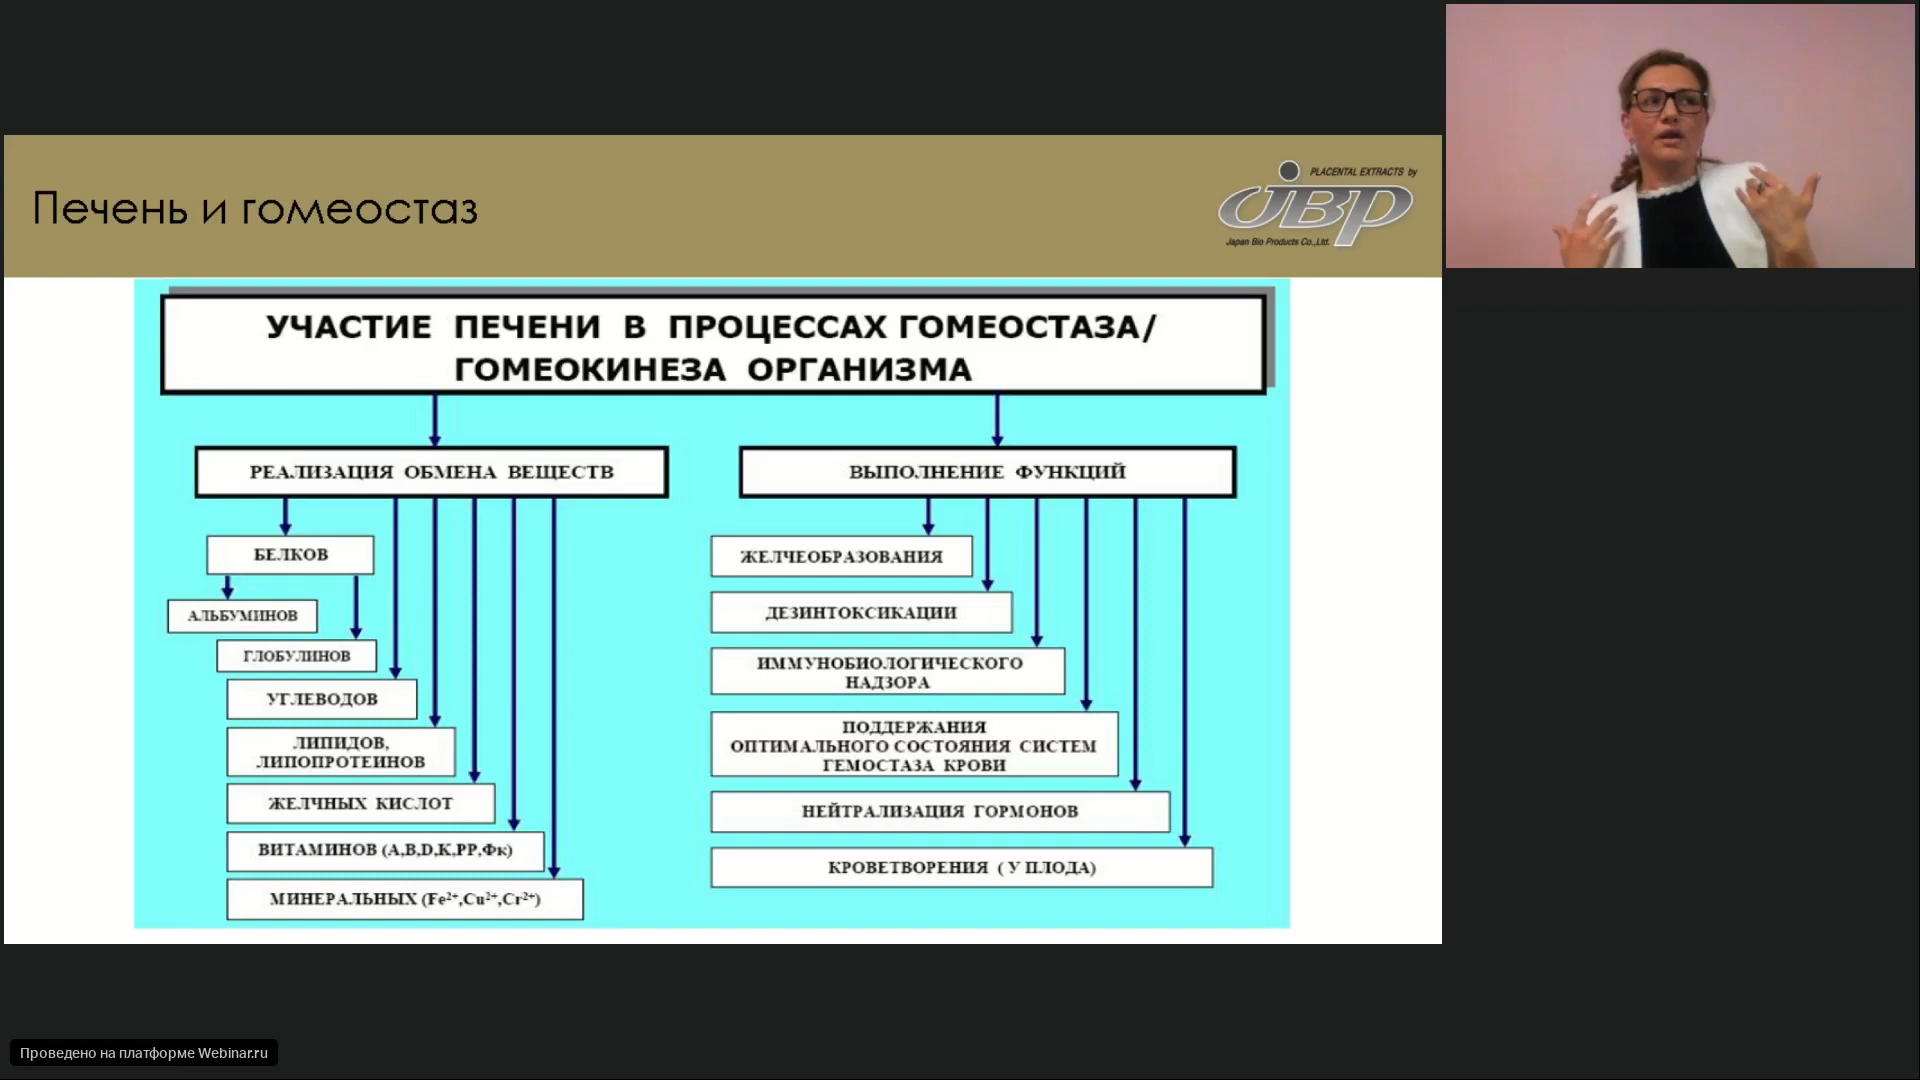 Печень и гомеостаз
PLACENTAL EXTRACTS by
JBP
Japan Bio Products Co.,Ltd.
УЧАСТИЕ ПЕЧЕНИ В ПРОЦЕССАХ ГОМЕОСТАЗА/
ГОМЕОКИНЕЗА ОРГАНИЗМА
РЕАЛИЗАЦИЯ ОБМЕНА ВЕЩЕСТВ
БЕЛКОВ
АЛЬБУМИНОВ
ГЛОБУЛИНОВ
УГЛЕВОДОВ
ЛИПИДОВ,
ЛИПОПРОТЕИНОВ
ЖЕЛЧНЫХ КИСЛОТ
ВИТАМИНОВ (A,B,D,K,PP,Фк)
МИНЕРАЛЬНЫХ (Fe²⁺,Cu²⁺,Cr²⁺)
ВЫПОЛНЕНИЕ ФУНКЦИЙ
ЖЕЛЧЕОБРАЗОВАНИЯ
ДЕЗИНТОКСИКАЦИИ
ИММУНОБИОЛОГИЧЕСКОГО
НАДЗОРА
ПОДДЕРЖАНИЯ
ОПТИМАЛЬНОГО СОСТОЯНИЯ СИСТЕМ
ГЕМОСТАЗА КРОВИ
НЕЙТРАЛИЗАЦИЯ ГОРМОНОВ
КРОВЕТВОРЕНИЯ ( У ПЛОДА)
Проведено на платформе Webinar.ru